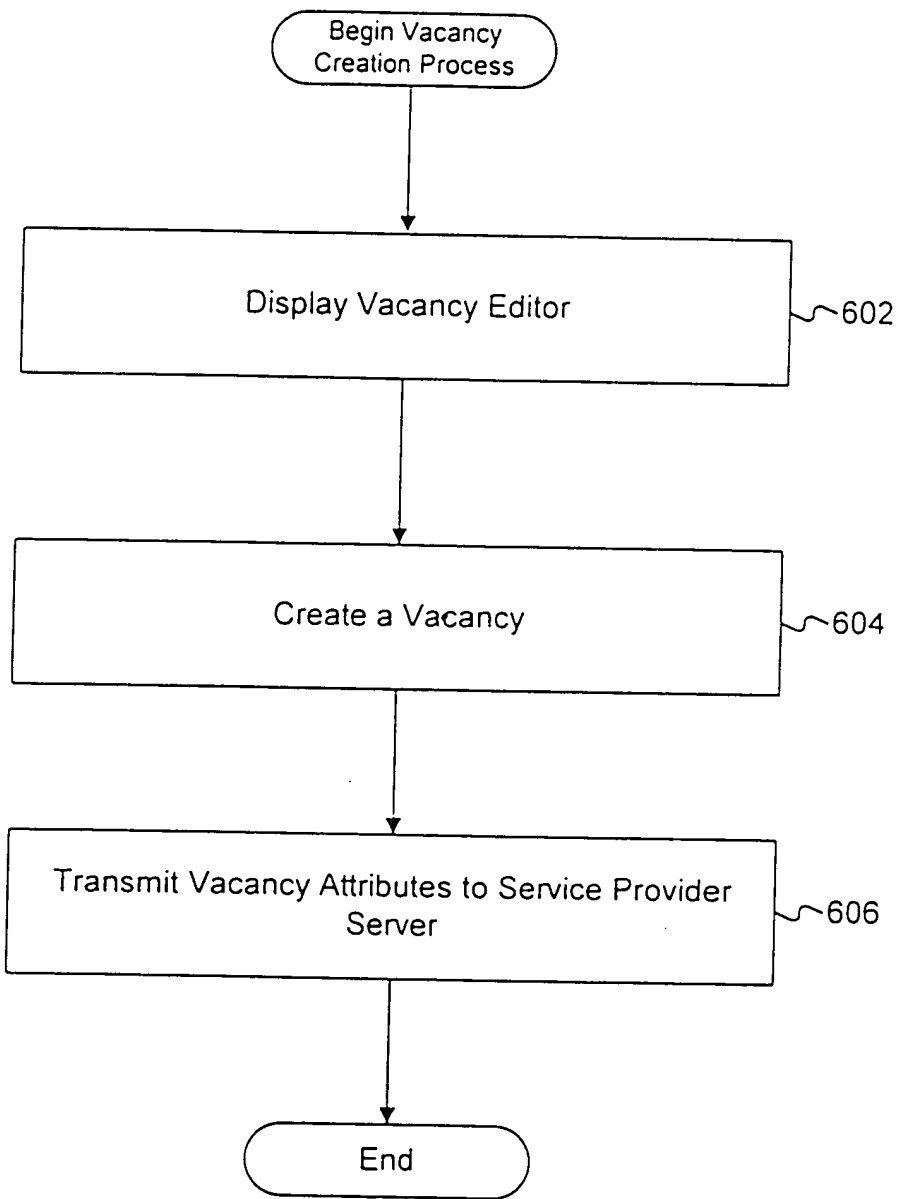 Begin Vacancy
Creation Process
Display Vacancy Editor
602
Create a Vacancy
604
Transmit Vacancy Attributes to Service Provider
Server
606
End